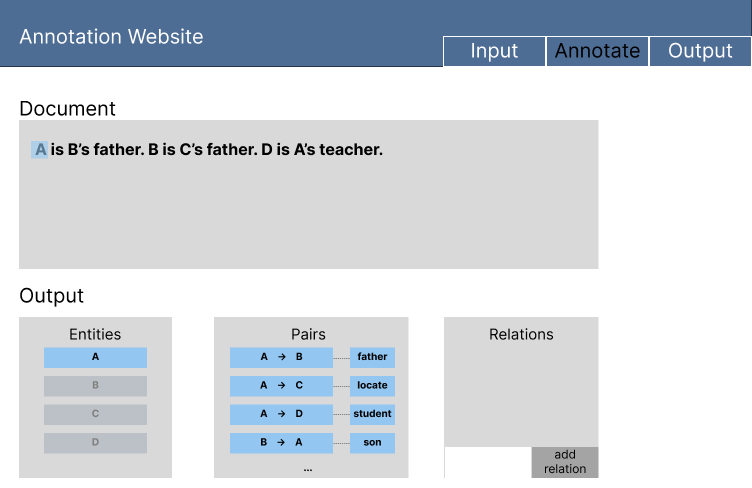 Annotation Website
Input Annotate Output
Document
A is B’s father. B is C’s father. D is A’s teacher.
Output
Entities
A
B
C
D
Pairs
A → B father
A → C locate
A → D student
B → A son
...
Relations
add
relation